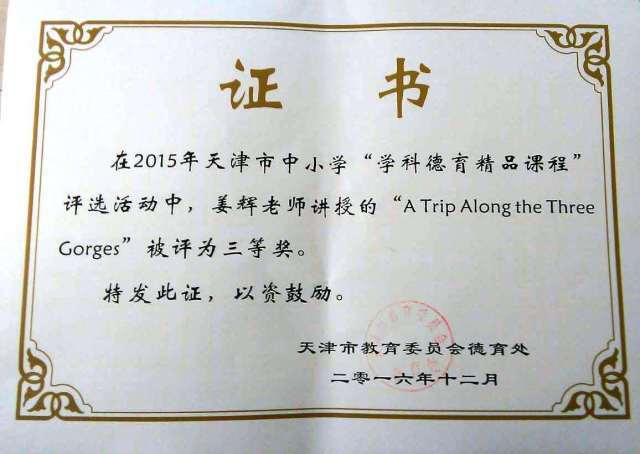 证书
在2015年天津市中小学“学科德育精品课程”
评选活动中，姜辉老师讲授的“A Trip Along the Three
Gorges”被评为三等奖。
特发此证，以资鼓励。
天津市教育委员会德育处
二零一六年十二月